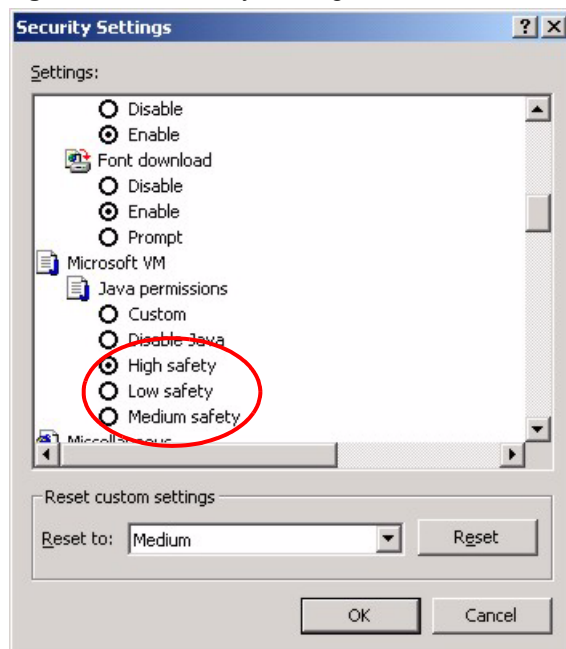 Security Settings
Settings:
Disable
Enable
Font download
Disable
Enable
Prompt
Microsoft VM
Java permissions
Custom
Disable Java
High safety
Low safety
Medium safety
Miscellaneous
Reset custom settings
Reset to: Medium Reset
OK Cancel